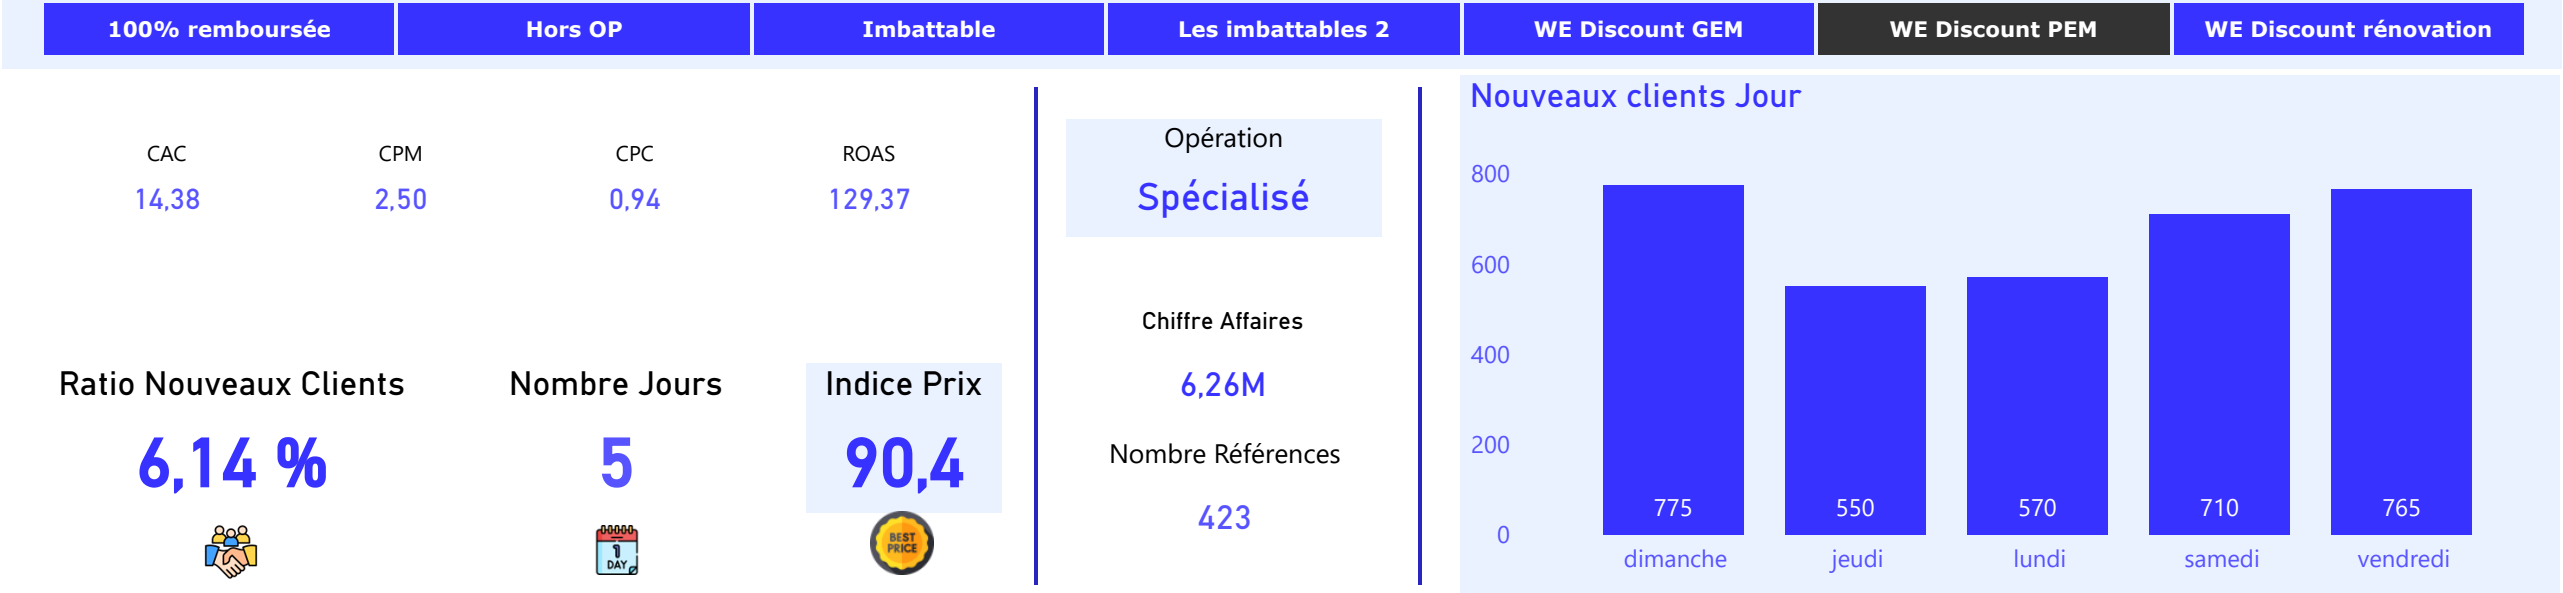 100% remboursée
Hors OP
Imbattable
Les imbattables 2
WE Discount GEM
WE Discount PEM
WE Discount rénovation
CAC
14,38
CPM
2,50
CPC
0,94
ROAS
129,37
Ratio Nouveaux Clients
6,14 %
Nombre Jours
5
00000
1
DAY
Indice Prix
90,4
BEST
PRICE
Opération
Spécialisé
Chiffre Affaires
6,26M
Nombre Références
423
Nouveaux clients Jour
800
600
400
200
0
775
550
570
710
765
dimanche
jeudi
lundi
samedi
vendredi